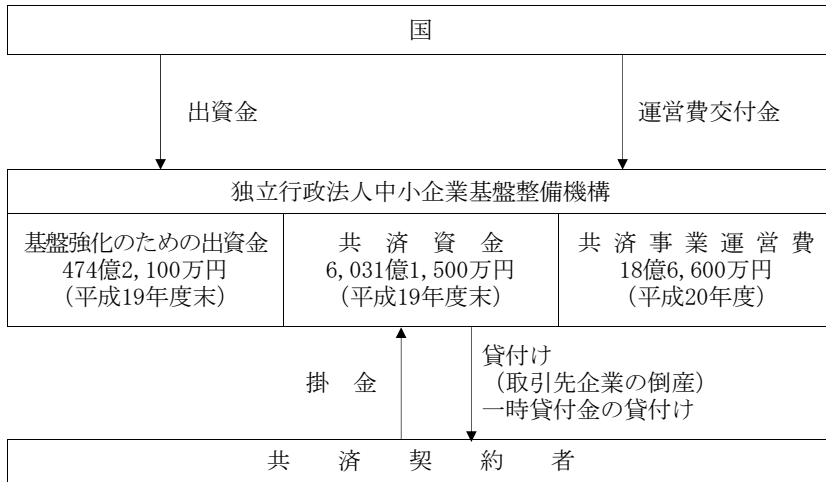 国
出資金
運営費交付金
独立行政法人中小企業基盤整備機構
基盤強化のための出資金
474億2,100万円
（平成19年度末）
共済資金
6,031億1,500万円
（平成19年度末）
共済事業運営費
18億6,600万円
（平成20年度）
掛金
貸付け
（取引先企業の倒産）
一時貸付金の貸付け
共済契約者